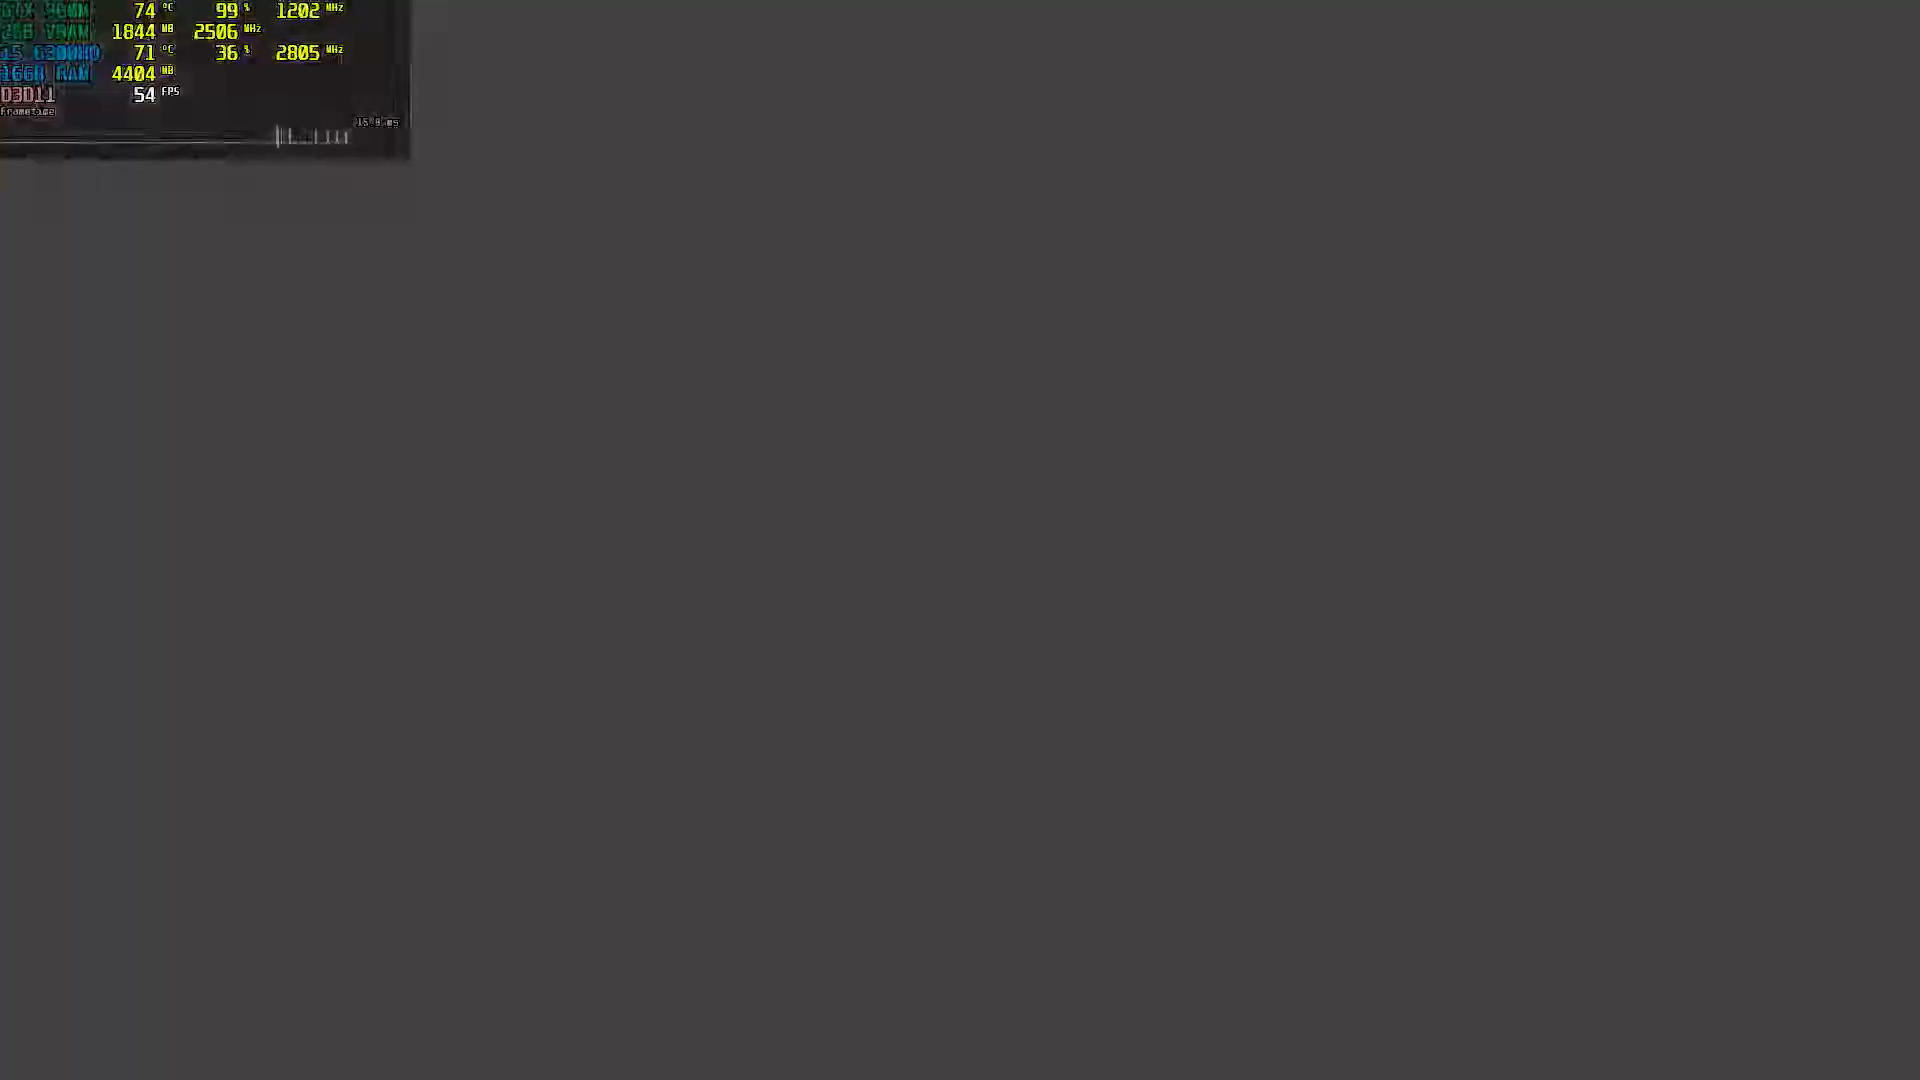 GTX 960M 74 °C 99 % 1202 MHz
2GB VRAM 1844 MB 2506 MHz
i5 6300HQ 71 °C 36 % 2805 MHz
16GB RAM 4404 MB
D3D11 54 FPS
Frametime